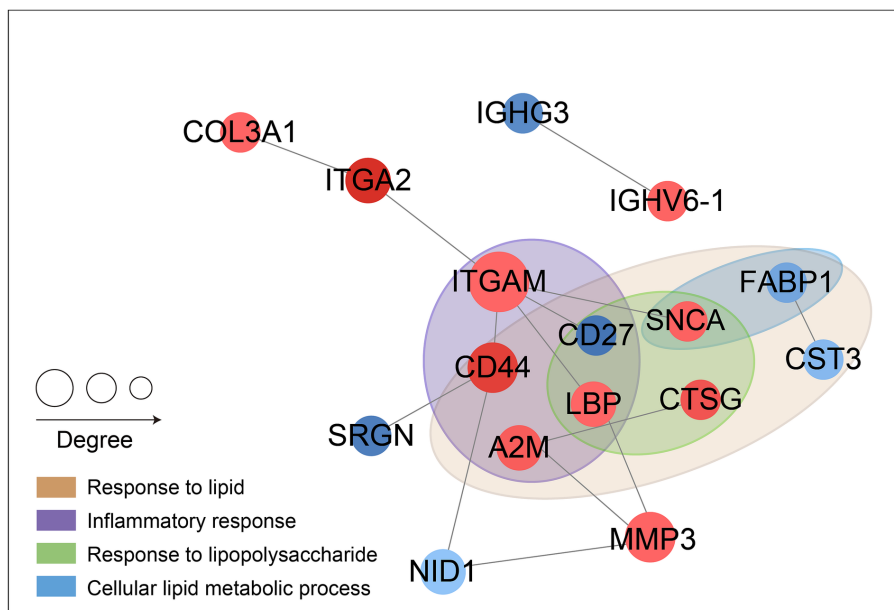 IGHG3
COL3A1
ITGA2
IGHV6-1
ITGAM
FABP1
SNCA
CD27
CST3
CD44
LBP
CTSG
SRGN
A2M
MMP3
NID1
Degree
Response to lipid
Inflammatory response
Response to lipopolysaccharide
Cellular lipid metabolic process